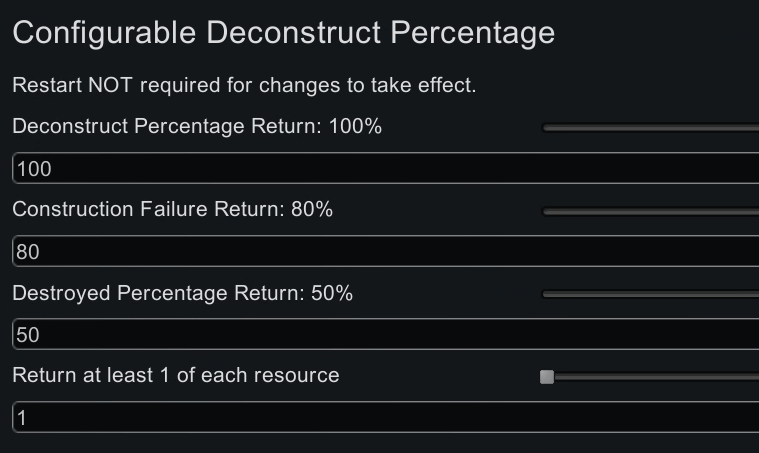 Configurable Deconstruct Percentage
Restart NOT required for changes to take effect.
Deconstruct Percentage Return: 100%
100
Construction Failure Return: 80%
80
Destroyed Percentage Return: 50%
50
Return at least 1 of each resource
1